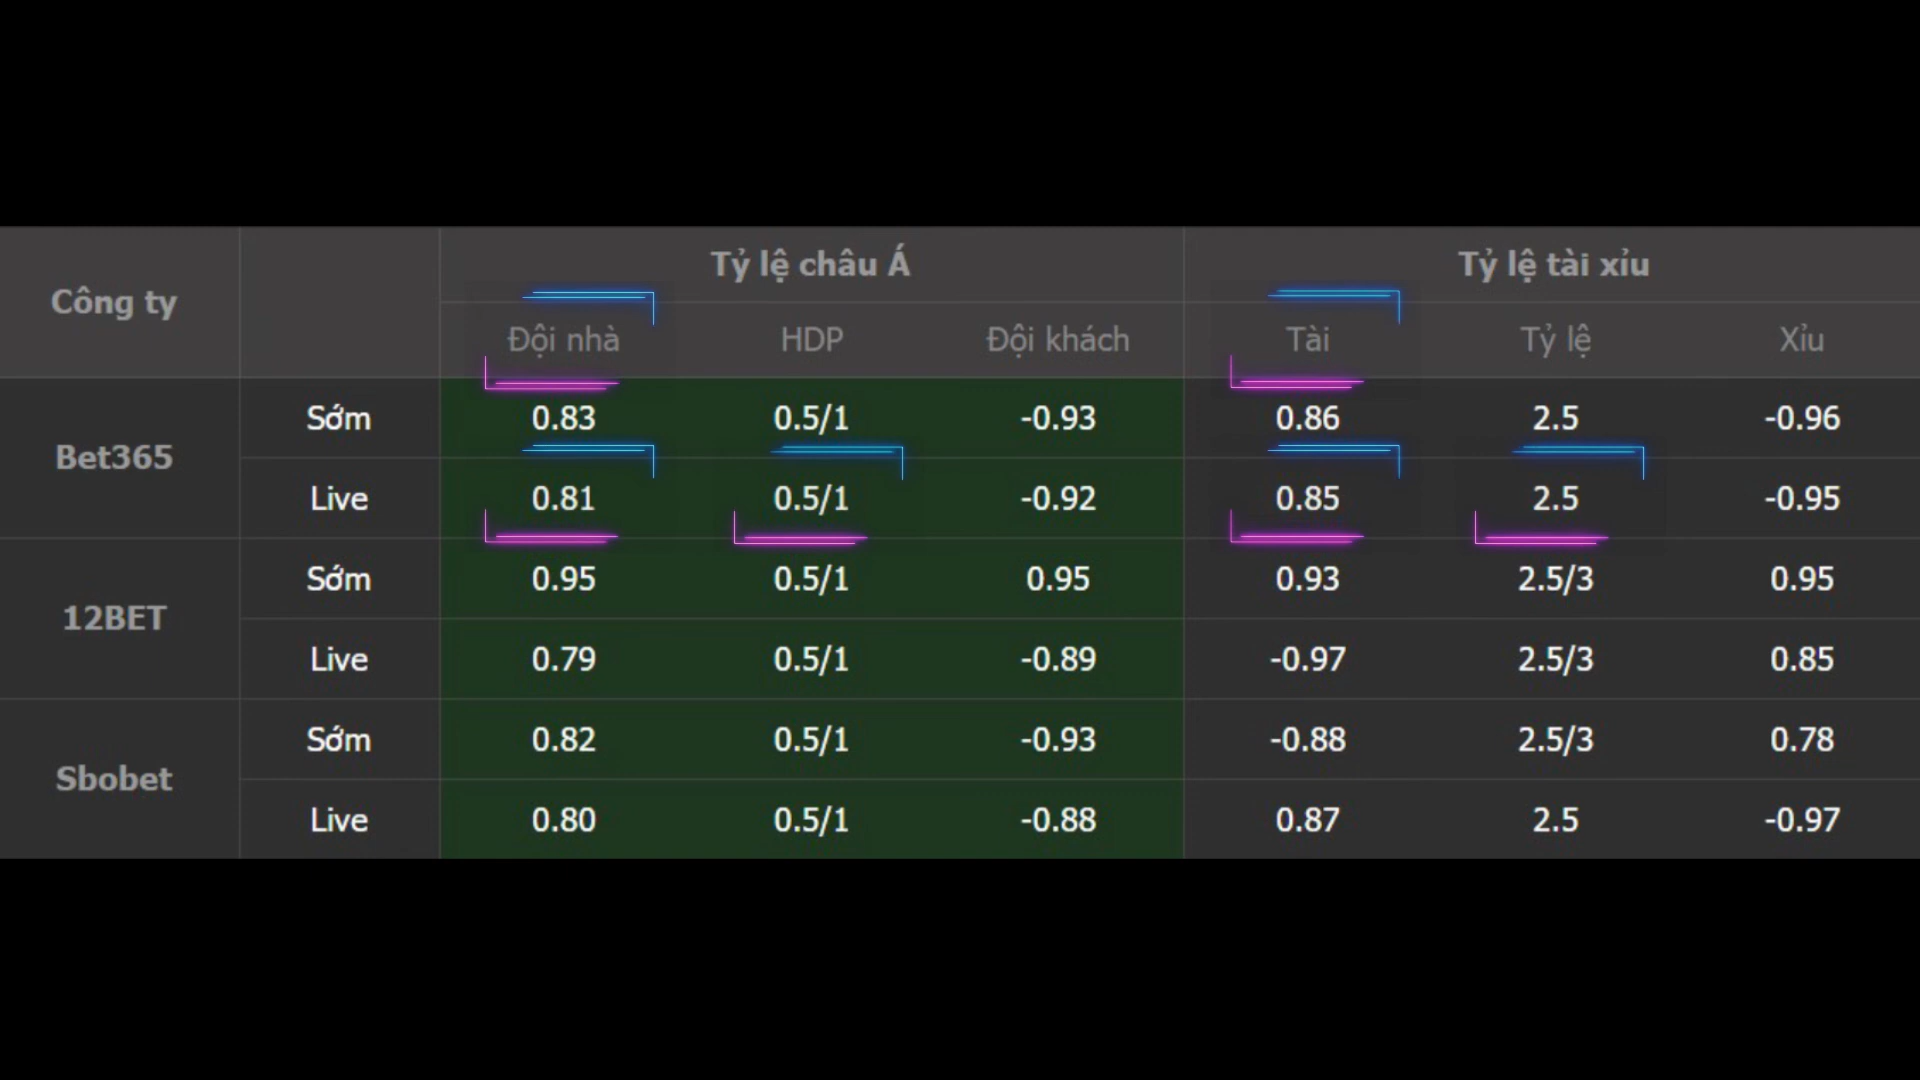 Công ty Tỷ lệ châu Á Tỷ lệ tài xỉu
Đội nhà HDP Đội khách Tài Tỷ lệ Xỉu
Bet365 Sớm 0.83 0.5/1 -0.93 0.86 2.5 -0.96
Live 0.81 0.5/1 -0.92 0.85 2.5 -0.95
12BET Sớm 0.95 0.5/1 0.95 0.93 2.5/3 0.95
Live 0.79 0.5/1 -0.89 -0.97 2.5/3 0.85
Sbobet Sớm 0.82 0.5/1 -0.93 -0.88 2.5/3 0.78
Live 0.80 0.5/1 -0.88 0.87 2.5 -0.97